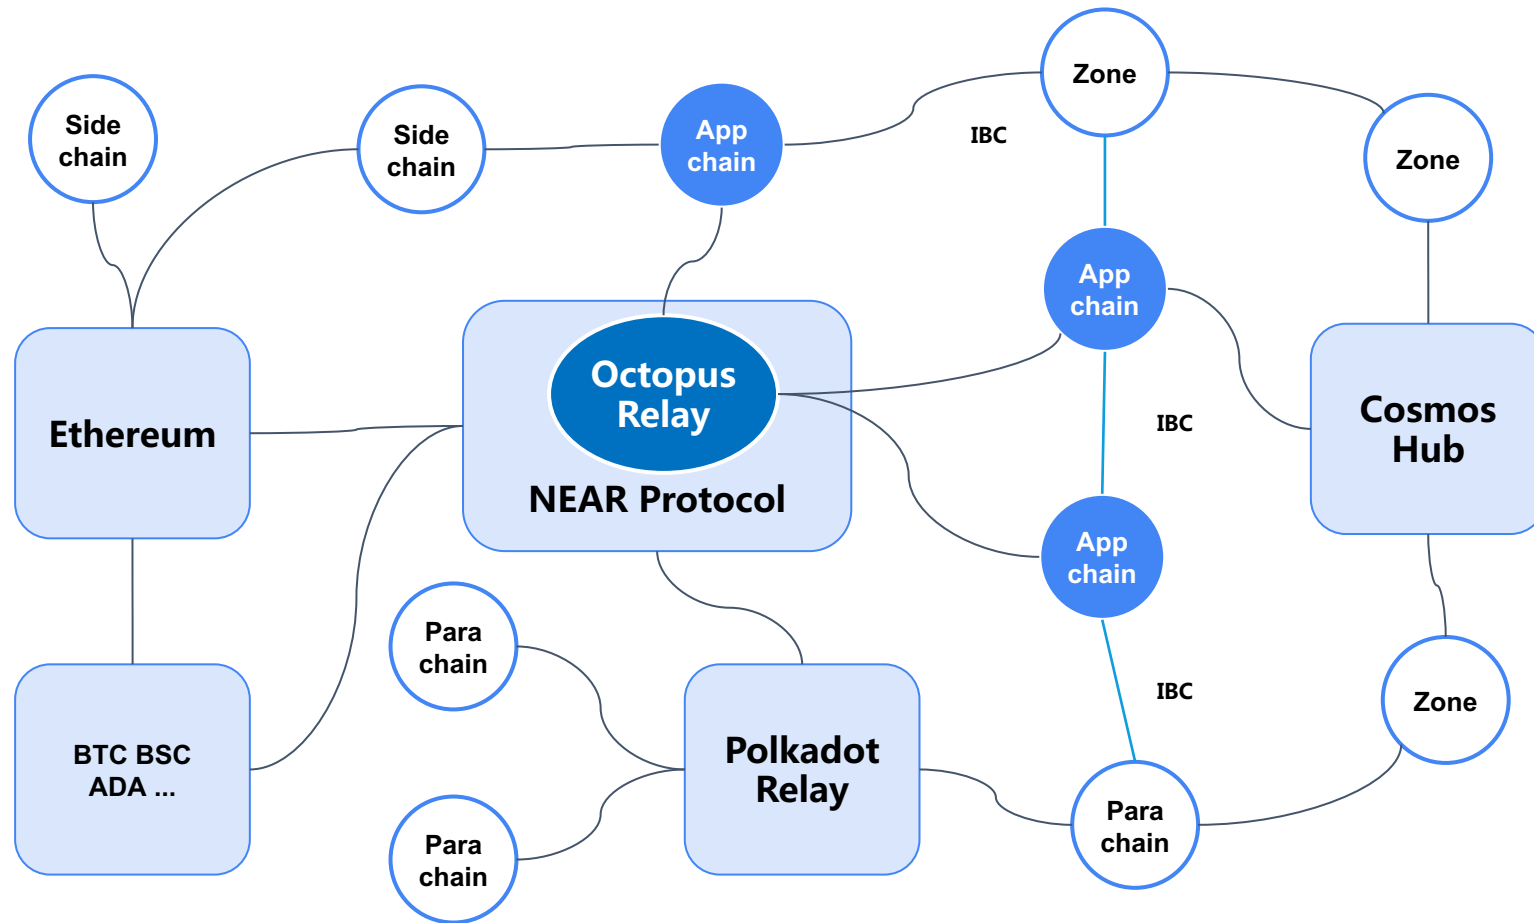 Side
chain
Side
chain
App
chain
Zone
IBC
Zone
App
chain
Octopus
Relay
NEAR Protocol
Ethereum
Cosmos
Hub
IBC
App
chain
Para
chain
IBC
Zone
BTC BSC
ADA ...
Polkadot
Relay
Para
chain
Para
chain